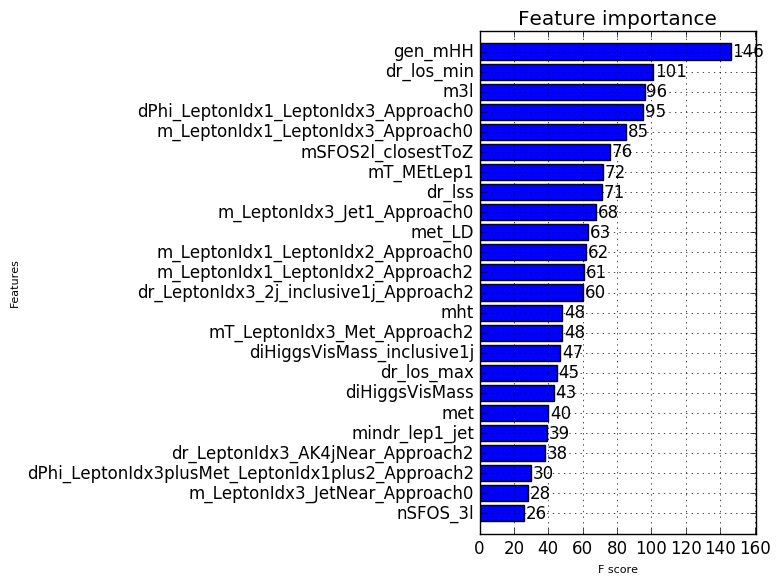 Feature importance
gen_mHH 146
dr_los_min 101
m3l 96
dPhi_LeptonIdx1_LeptonIdx3_Approach0 95
m_LeptonIdx1_LeptonIdx3_Approach0 85
mSFOS2l_closestToZ 76
mT_MEtLep1 72
dr_lss 71
m_LeptonIdx3_Jet1_Approach0 68
met_LD 63
m_LeptonIdx1_LeptonIdx2_Approach0 62
m_LeptonIdx1_LeptonIdx2_Approach2 61
dr_LeptonIdx3_2j_inclusive1j_Approach2 60
mht 48
mT_LeptonIdx3_Met_Approach2 48
diHiggsVisMass_inclusive1j 47
dr_los_max 45
diHiggsVisMass 43
met 40
mindr_lep1_jet 39
dr_LeptonIdx3_AK4jNear_Approach2 38
dPhi_LeptonIdx3plusMet_LeptonIdx1plus2_Approach2 30
m_LeptonIdx3_JetNear_Approach0 28
nSFOS_3l 26
Features
0 20 40 60 80 100 120 140 160
F score